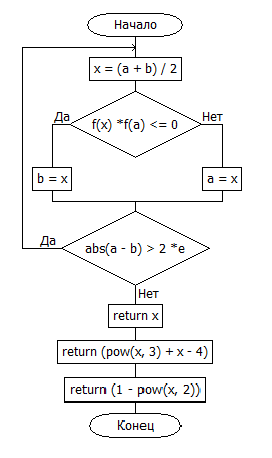 Начало
x = (a + b) / 2
Да
f(x) *f(a) <= 0
Нет
b = x
a = x
Да
abs(a - b) > 2 *e
Нет
return x
return (pow(x, 3) + x - 4)
return (1 - pow(x, 2))
Конец